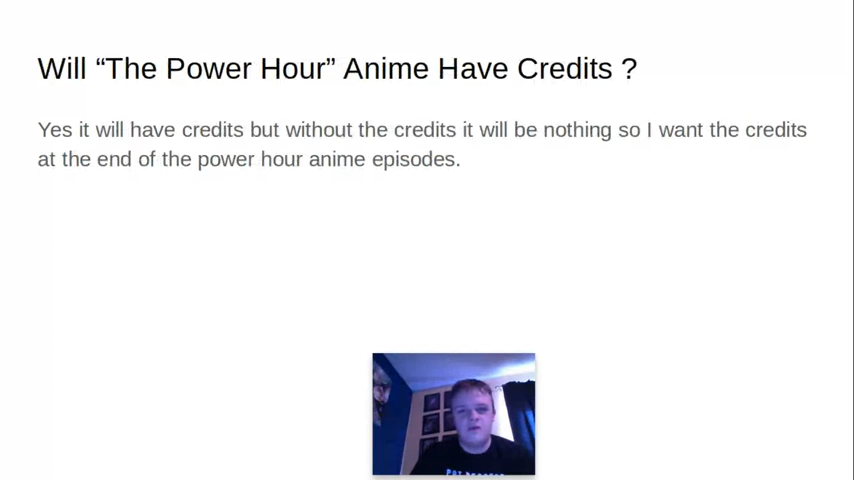 Will “The Power Hour” Anime Have Credits ?
Yes it will have credits but without the credits it will be nothing so I want the credits
at the end of the power hour anime episodes.